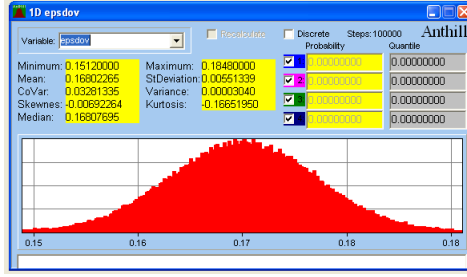 1D epsdov
Variable: epsdov
Recalculate
Discrete Steps:100000 Anthill
Probability Quantile
Minimum: 0.15120000 Maximum: 0.18480000
Mean: 0.16802265 StDeviation: 0.00551339
CoVar: 0.03281335 Variance: 0.00003040
Skewnes: -0.00692264 Kurtosis: -0.16651950
Median: 0.16807695
1 0.00000000 0.00000000
2 0.00000000 0.00000000
3 0.00000000 0.00000000
0.00000000 0.00000000
0.15 0.16 0.17 0.18 0.18